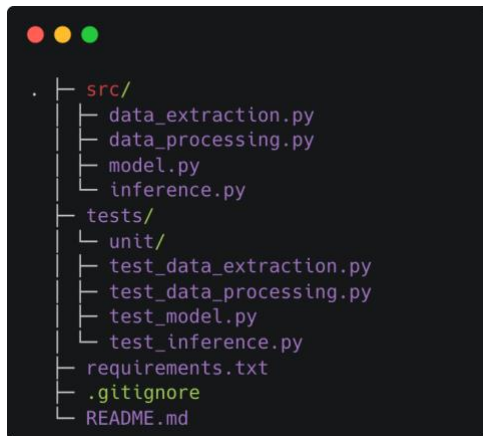 . ├─ src/
│ ├─ data_extraction.py
│ ├─ data_processing.py
│ ├─ model.py
│ └─ inference.py
├─ tests/
│ └─ unit/
│ ├─ test_data_extraction.py
│ ├─ test_data_processing.py
│ ├─ test_model.py
│ └─ test_inference.py
├─ requirements.txt
├─ .gitignore
└─ README.md